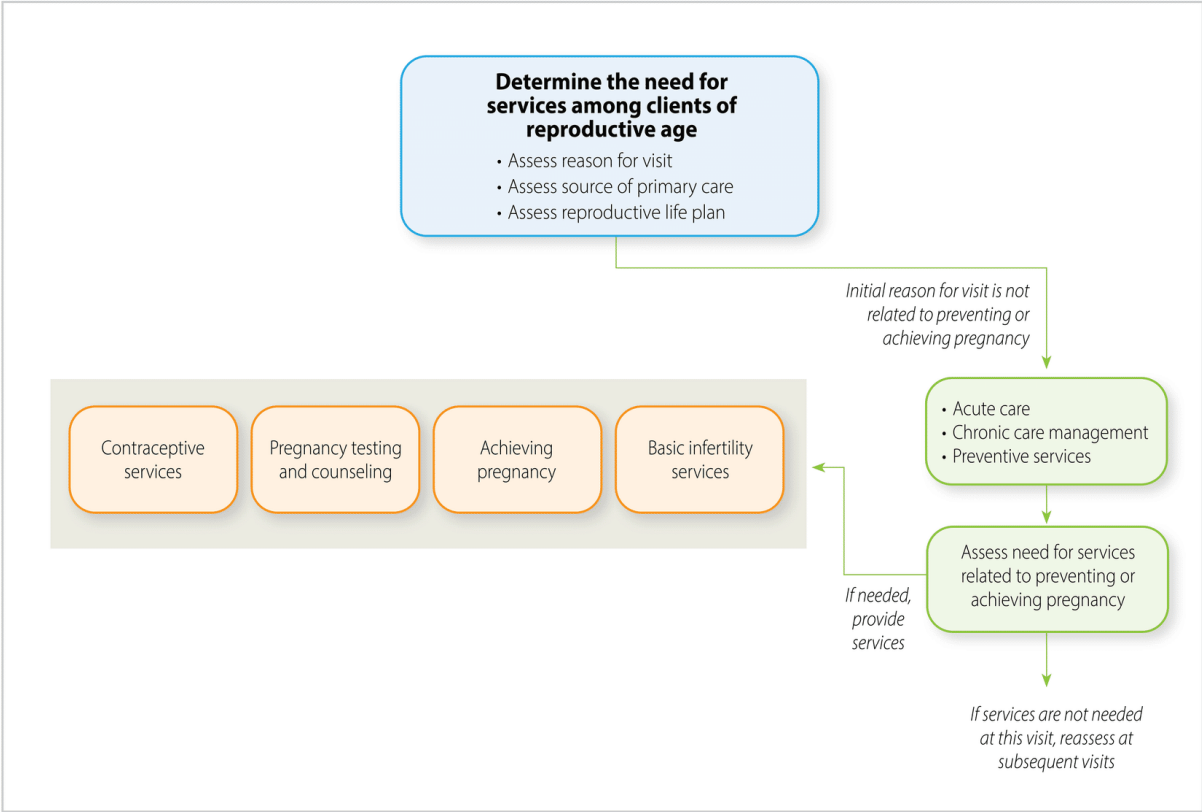 Determine the need for
services among clients of
reproductive age
• Assess reason for visit
• Assess source of primary care
• Assess reproductive life plan
Initial reason for visit is not
related to preventing or
achieving pregnancy
• Acute care
• Chronic care management
• Preventive services
Contraceptive
services
Pregnancy testing
and counseling
Achieving
pregnancy
Basic infertility
services
Assess need for services
related to preventing or
achieving pregnancy
If needed,
provide
services
If services are not needed
at this visit, reassess at
subsequent visits